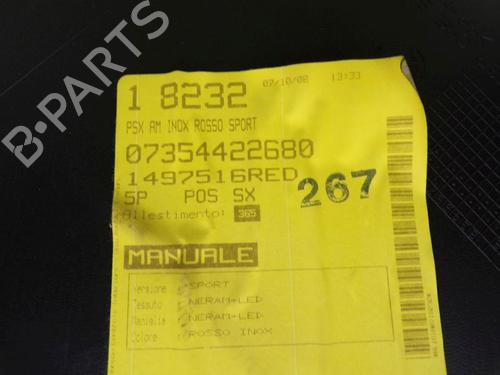 B-PARTS
07/10/08 13:33
1 8232
PSX AM INOX ROSSO SPORT
07354422680
1497516RED
5P POS SX
267
Allestimento: 365
MANUALE
Versione : SPORT
Tessuto : NERAM+LED
Maniglia : NERAM+LED
Colore : ROSSO INOX